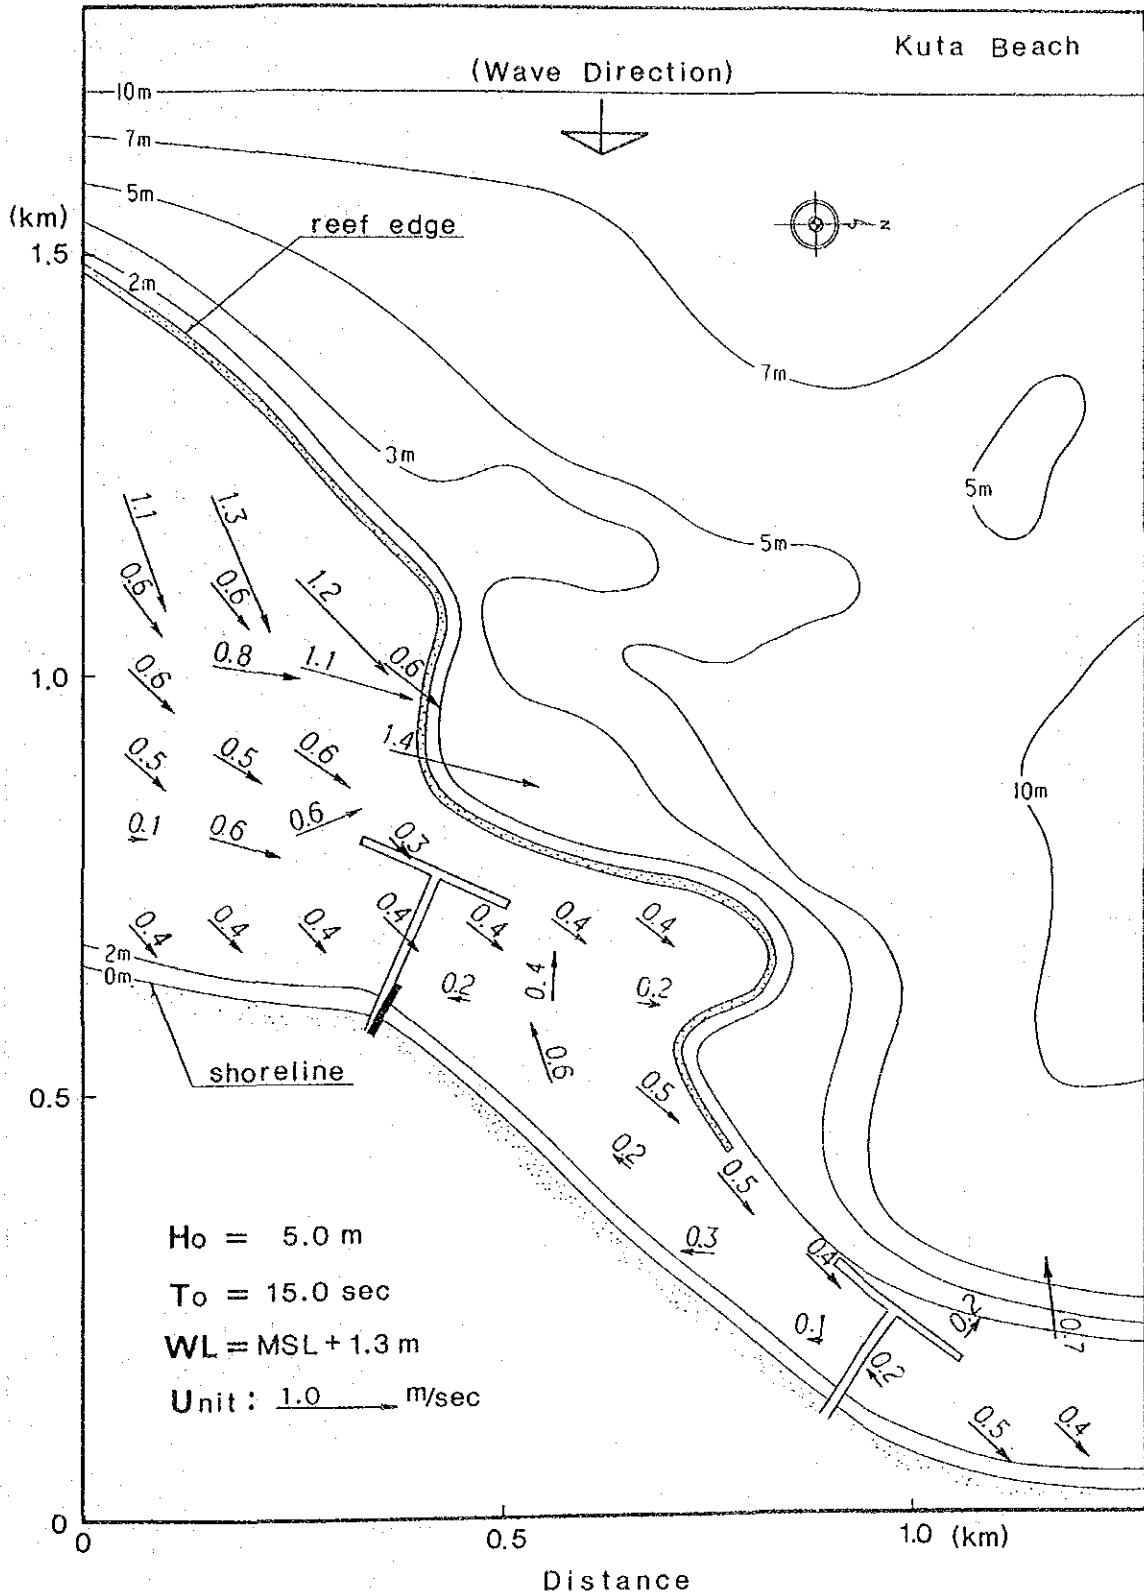 Kuta Beach
(Wave Direction)
10m
7m
5m
(km)
reef edge
N
1.5
2m
7m
3m
5m
5m
1.1
1.3
0.6
0.6
1.2
0.6
0.8
1.1
0.6
1.0
1.4
0.5
0.5
0.6
10m
0.1
0.6
0.6
0.3
0.4
0.4
0.4
0.4
0.4
0.4
0.4
2m
0m
0.2
0.4
0.2
shoreline
0.6
0.5
0.5
0.2
0.5
0.3
0.4
0.2
0.7
0.1
0.2
0.5
0.4
Ho = 5.0 m
To = 15.0 sec
WL = MSL + 1.3 m
Unit : 1.0 m/sec
0
0
0.5
1.0 (km)
Distance